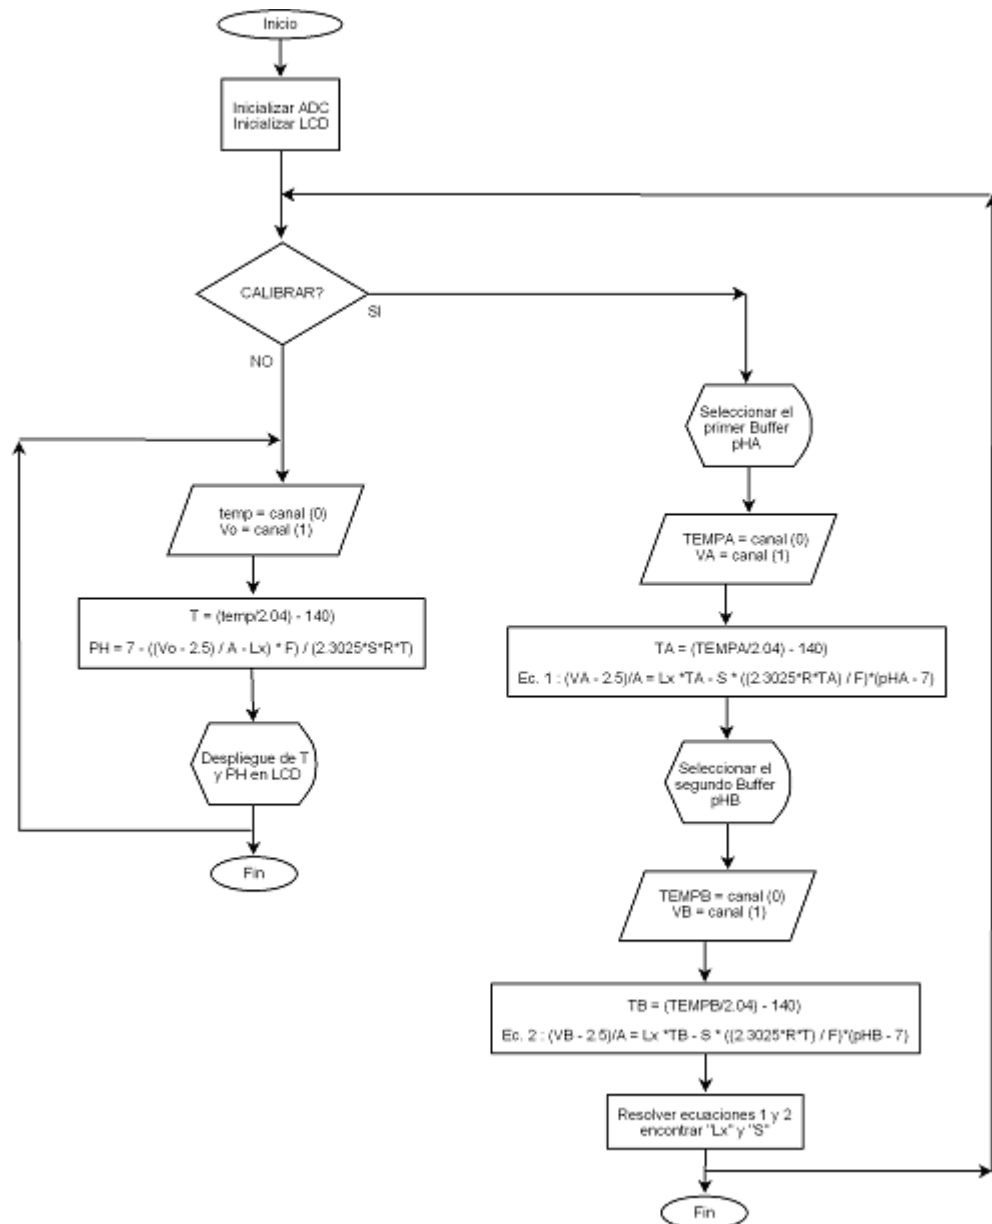 Inicio
Inicializar ADC
Inicializar LCD
CALIBRAR?
SI
NO
Seleccionar el
primer Buffer
pHA
temp = canal (0)
Vo = canal (1)
TEMPA = canal (0)
VA = canal (1)
T = (temp/2.04) - 140)
PH = 7 - ((Vo - 2.5) / A - Lx) * F) / (2.3025*S*R*T)
TA = (TEMPA/2.04) - 140)
Ec. 1 : (VA - 2.5)/A = Lx *TA - S * ((2.3025*R*TA) / F)*(pHA - 7)
Despliegue de T
y PH en LCD
Seleccionar el
segundo Buffer
pHB
Fin
TEMPB = canal (0)
VB = canal (1)
TB = (TEMPB/2.04) - 140)
Ec. 2 : (VB - 2.5)/A = Lx *TB - S * ((2.3025*R*T) / F)*(pHB - 7)
Resolver ecuaciones 1 y 2
encontrar "Lx" y "S"
Fin